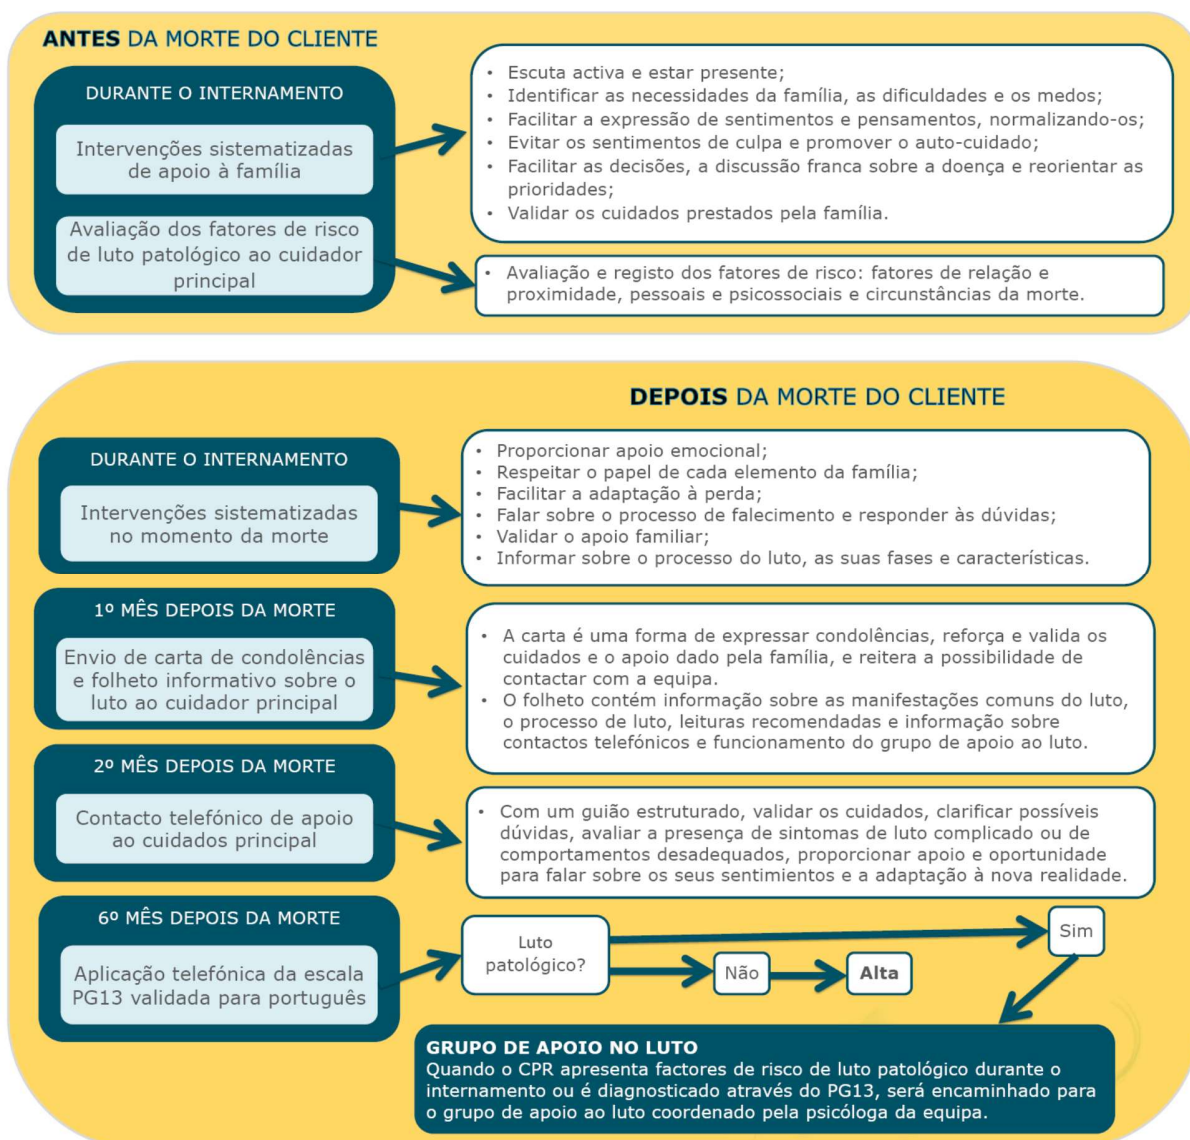 ANTES DA MORTE DO CLIENTE
DURANTE O INTERNAMENTO
Intervenções sistematizadas
de apoio à família
• Escuta activa e estar presente;
• Identificar as necessidades da família, as dificuldades e os medos;
• Facilitar a expressão de sentimentos e pensamentos, normalizando-os;
• Evitar os sentimentos de culpa e promover o auto-cuidado;
• Facilitar as decisões, a discussão franca sobre a doença e reorientar as
prioridades;
• Validar os cuidados prestados pela família.
Avaliação dos fatores de risco
de luto patológico ao cuidador
principal
• Avaliação e registo dos fatores de risco: fatores de relação e
proximidade, pessoais e psicossociais e circunstâncias da morte.
DEPOIS DA MORTE DO CLIENTE
DURANTE O INTERNAMENTO
Intervenções sistematizadas
no momento da morte
• Proporcionar apoio emocional;
• Respeitar o papel de cada elemento da família;
• Facilitar a adaptação à perda;
• Falar sobre o processo de falecimento e responder às dúvidas;
• Validar o apoio familiar;
• Informar sobre o processo do luto, as suas fases e características.
1º MÊS DEPOIS DA MORTE
Envio de carta de condolências
e folheto informativo sobre o
luto ao cuidador principal
• A carta é uma forma de expressar condolências, reforça e valida os
cuidados e o apoio dado pela família, e reitera a possibilidade de
contactar com a equipa.
• O folheto contém informação sobre as manifestações comuns do luto,
o processo de luto, leituras recomendadas e informação sobre
contactos telefónicos e funcionamento do grupo de apoio ao luto.
2º MÊS DEPOIS DA MORTE
Contacto telefónico de apoio
ao cuidados principal
• Com um guião estruturado, validar os cuidados, clarificar possíveis
dúvidas, avaliar a presença de sintomas de luto complicado ou de
comportamentos desadequados, proporcionar apoio e oportunidade
para falar sobre os seus sentimientos e a adaptação à nova realidade.
6º MÊS DEPOIS DA MORTE
Aplicação telefónica da escala
PG13 validada para português
Luto
patológico?
Sim
Não
Alta
GRUPO DE APOIO NO LUTO
Quando o CPR apresenta factores de risco de luto patológico durante o
internamento ou é diagnosticado através do PG13, será encaminhado para
o grupo de apoio ao luto coordenado pela psicóloga da equipa.